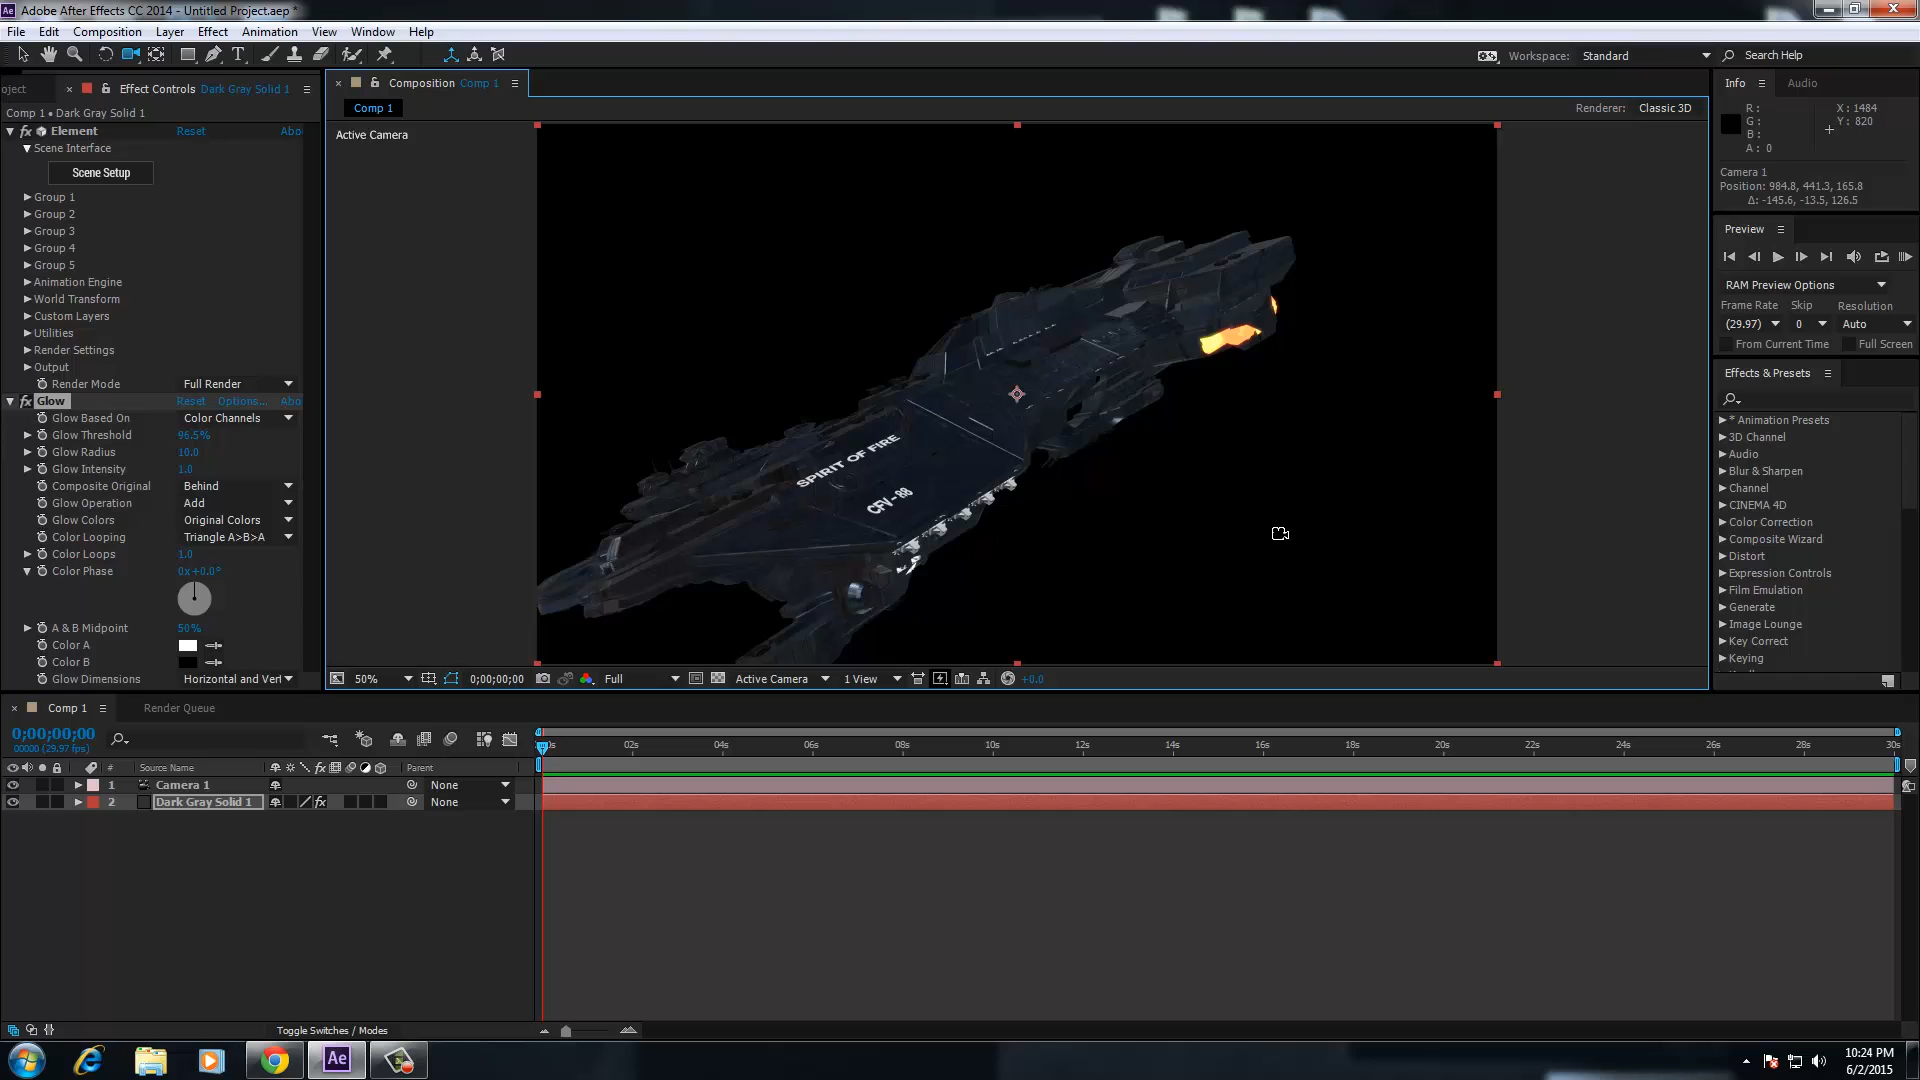 Adobe After Effects CC 2014 - Untitled Project.aep *
File Edit Composition Layer Effect Animation View Window Help
Workspace: Standard Search Help
oject Effect Controls Dark Gray Solid 1
Comp 1 • Dark Gray Solid 1
Element Reset Abo
Scene Interface
Scene Setup
Group 1
Group 2
Group 3
Group 4
Group 5
Animation Engine
World Transform
Custom Layers
Utilities
Render Settings
Output
Render Mode Full Render
Glow Reset Options... Abo
Glow Based On Color Channels
Glow Threshold 96.5%
Glow Radius 10.0
Glow Intensity 1.0
Composite Original Behind
Glow Operation Add
Glow Colors Original Colors
Color Looping Triangle A>B>A
Color Loops 1.0
Color Phase 0x+0.0°
A & B Midpoint 50%
Color A
Color B
Glow Dimensions Horizontal and Vert
Composition Comp 1
Comp 1
Renderer: Classic 3D
Active Camera
SPIRIT OF FIRE
CFV-88
50% 0;00;00;00 Full Active Camera 1 View +0.0
Info Audio
R : X : 1484
G : Y : 820
B :
A : 0
Camera 1
Position: 984.8, 441.3, 165.8
Δ: -145.6, -13.5, 126.5
Preview
RAM Preview Options
Frame Rate Skip Resolution
(29.97) 0 Auto
From Current Time Full Screen
Effects & Presets
* Animation Presets
3D Channel
Audio
Blur & Sharpen
Channel
CINEMA 4D
Color Correction
Composite Wizard
Distort
Expression Controls
Film Emulation
Generate
Image Lounge
Key Correct
Keying
Comp 1 Render Queue
0;00;00;00
00000 (29.97 fps)
0s 02s 04s 06s 08s 10s 12s 14s 16s 18s 20s 22s 24s 26s 28s 30s
# Source Name Parent
1 Camera 1 None
2 Dark Gray Solid 1 None
Toggle Switches / Modes
Ae
10:24 PM
6/2/2015